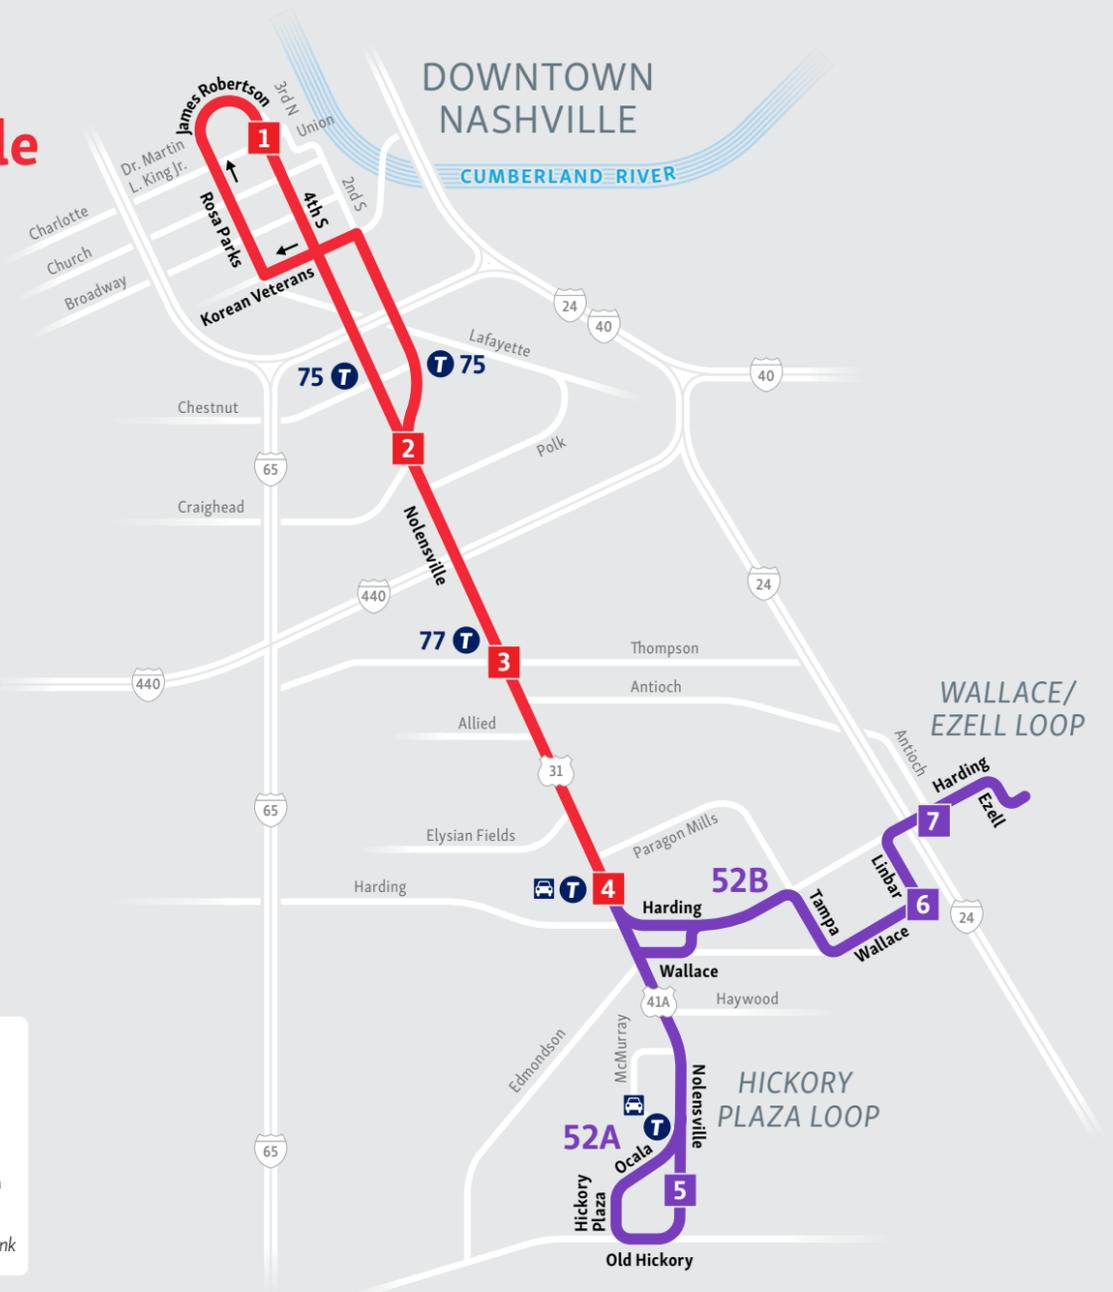 DOWNTOWN
NASHVILLE
CUMBERLAND RIVER
James Robertson
3rd N
Union
1
Dr. Martin
L. King Jr.
2nd S
4th S
Rosa Parks
Charlotte
Church
Broadway
Korean Veterans
24
40
Lafayette
75 T
T 75
40
Chestnut
2
Polk
65
Craighead
Nolensville
440
24
77 T
3
Thompson
440
Antioch
WALLACE/
EZELL LOOP
Allied
Antioch
31
Harding
Ezell
65
7
Elysian Fields
Paragon Mills
Linbar
Harding
T
4
52B
Harding
Tampa
6
24
Wallace
Wallace
41A
Haywood
Edmondson
McMurray
Nolensville
HICKORY
PLAZA LOOP
T
52A
65
Ocala
Hickory
Plaza
5
Old Hickory